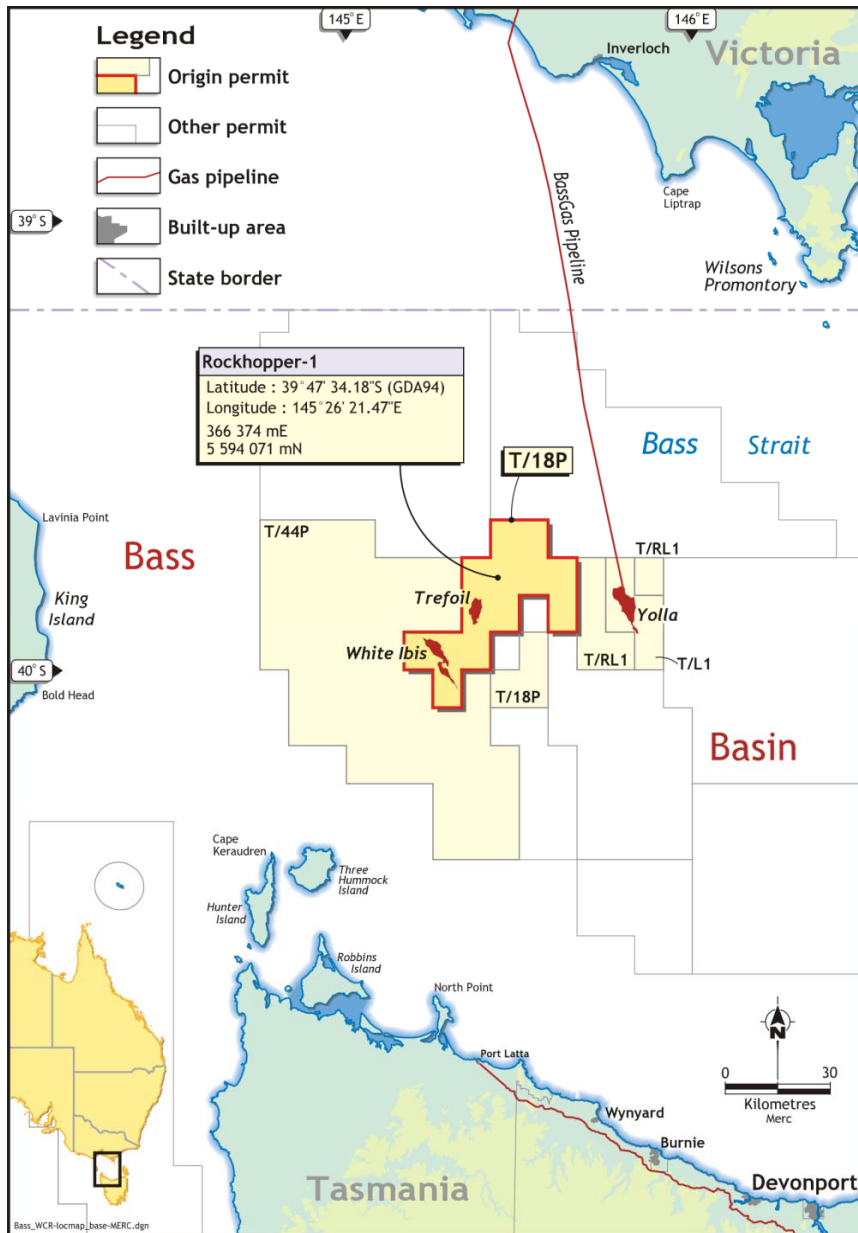 145° E
146° E
Legend
Origin permit
Other permit
Gas pipeline
Built-up area
State border
Inverloch
Victoria
BassGas Pipeline
Cape
Liptrap
39° S
Wilsons
Promontory
Rockhopper-1
Latitude : 39° 47' 34.18"S (GDA94)
Longitude : 145° 26' 21.47"E
366 374 mE
5 594 071 mN
T/18P
Bass Strait
Lavinia Point
T/44P
Bass
T/RL1
King
Island
Trefoil
Yolla
White Ibis
40° S
T/RL1
T/L1
Bold Head
T/18P
Basin
Cape
Keraudren
Three
Hummock
Island
Hunter
Island
Robbins
Island
North Point
N
Port Latta
0 30
Kilometres
Merc
Wynyard
Burnie
Tasmania
Devonport
Bass_WCR-locmap_base-MERC.dgn